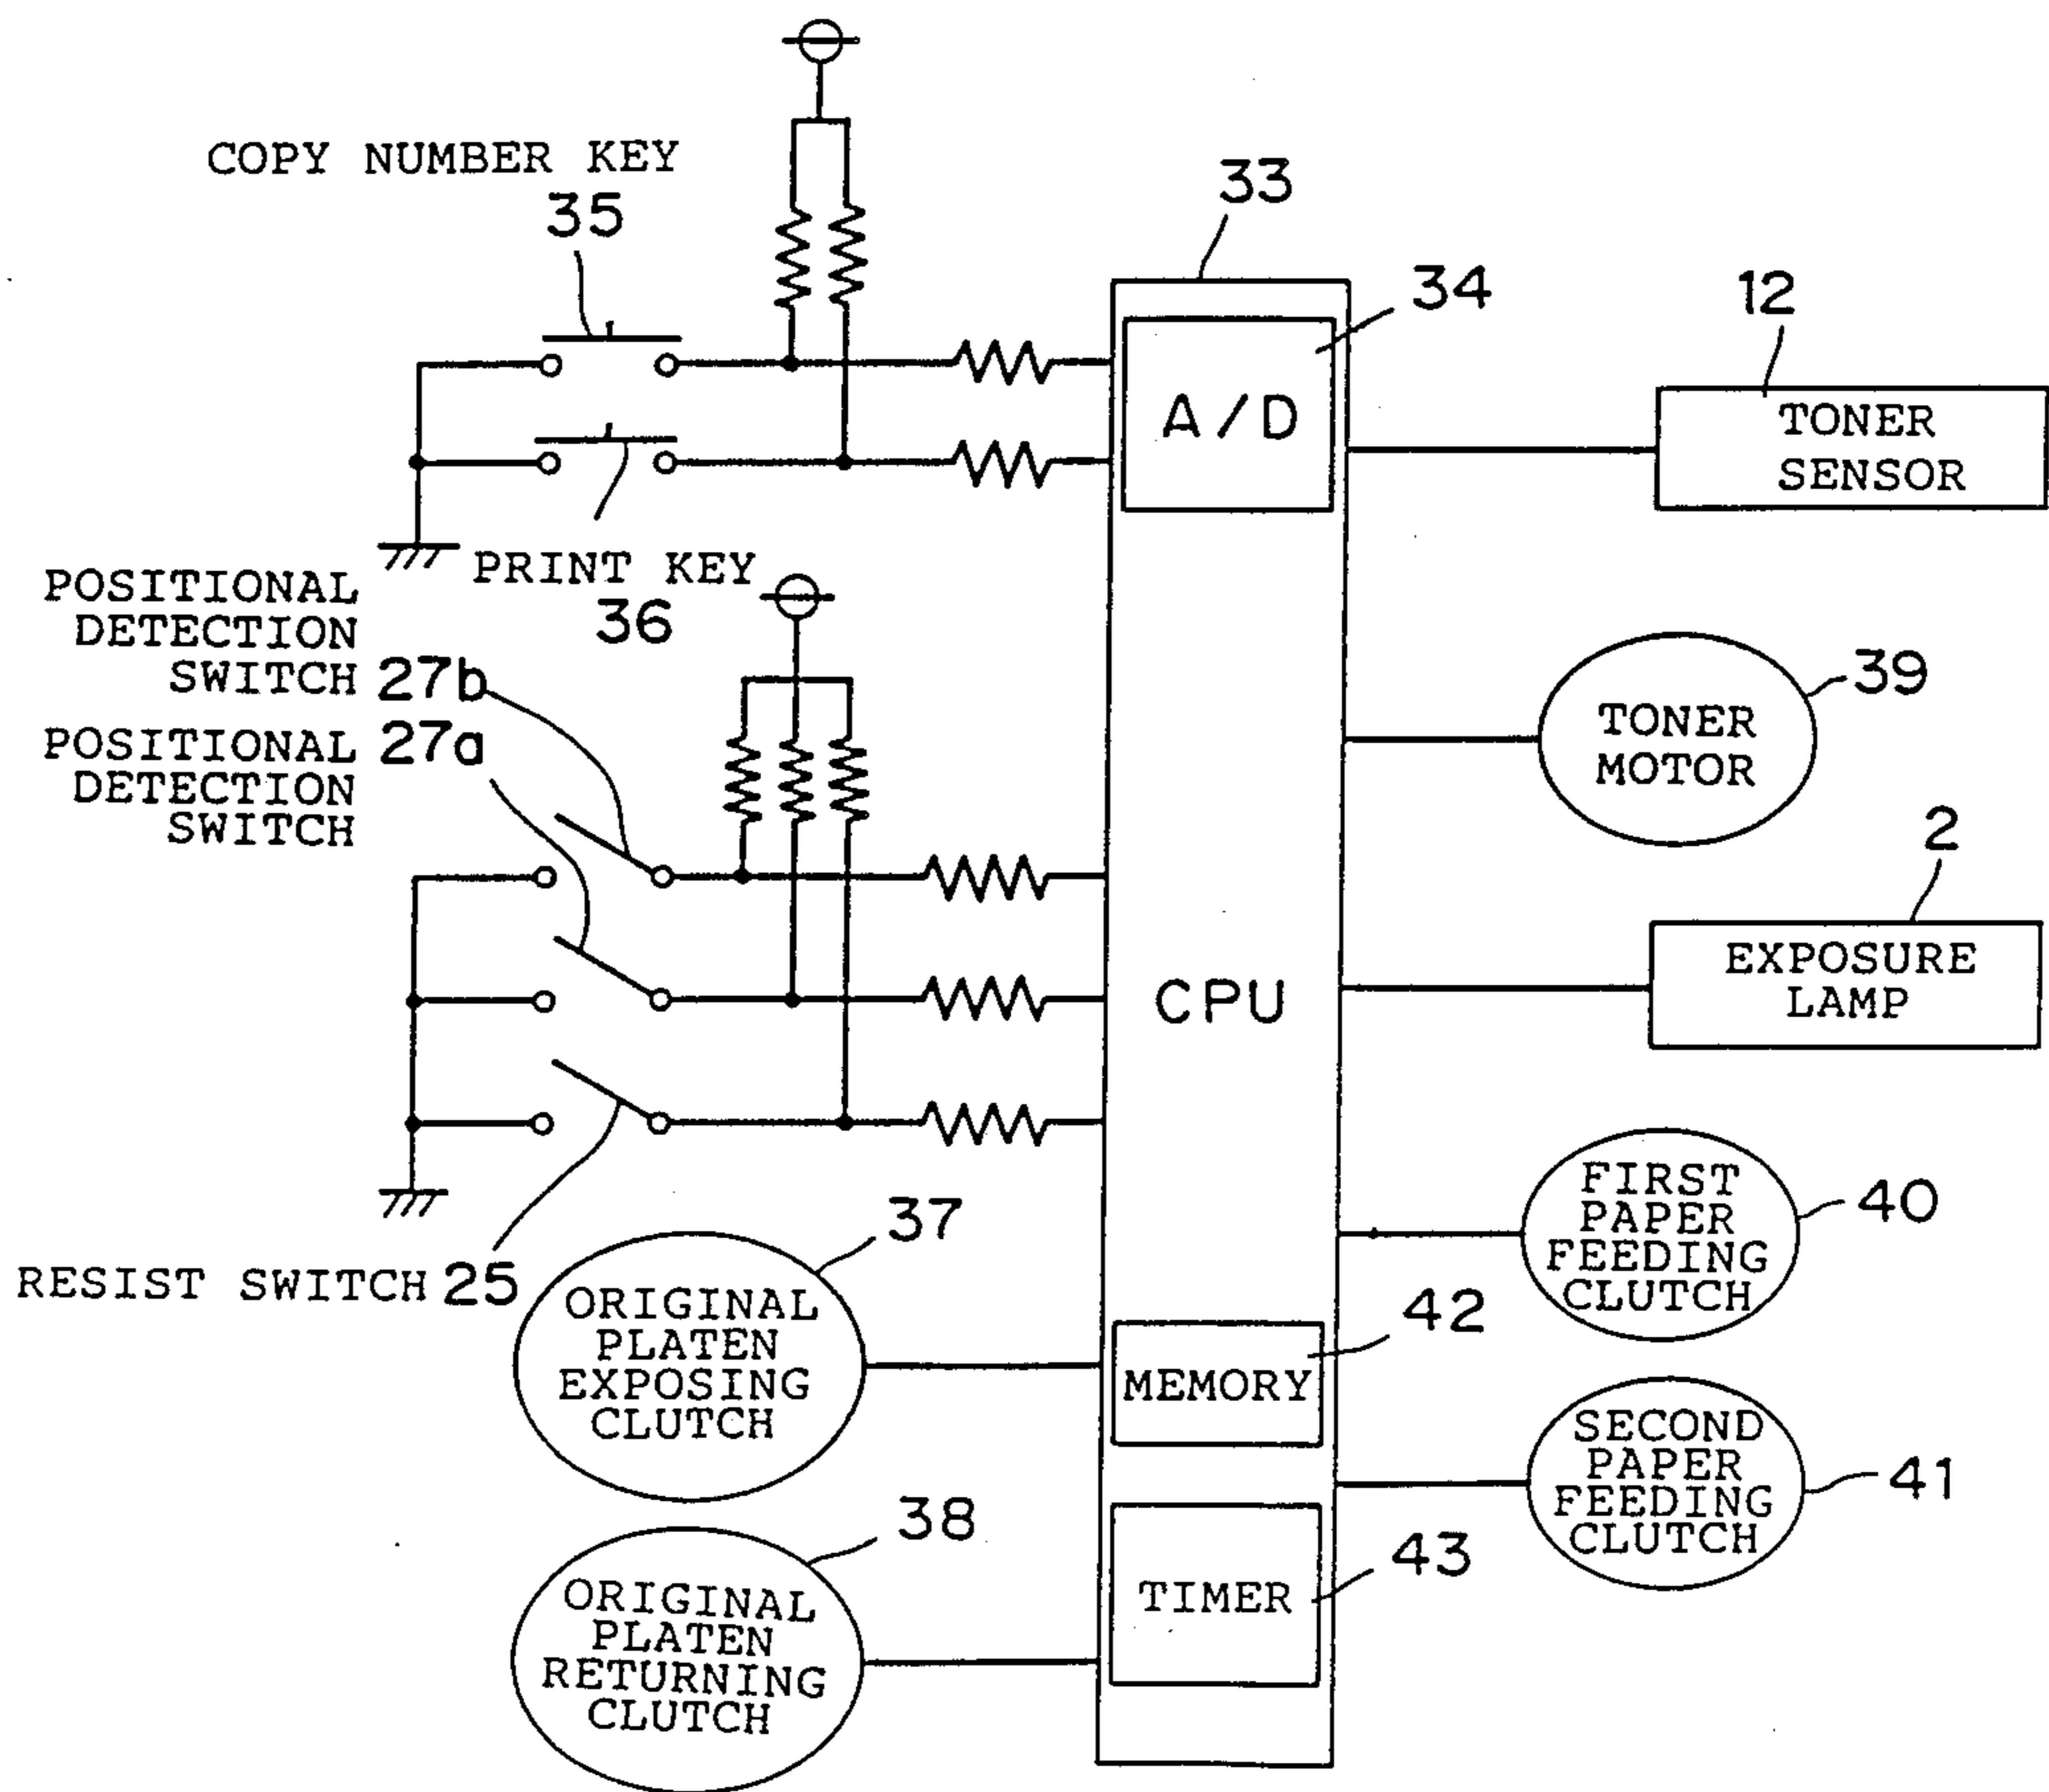 COPY NUMBER KEY
35
33
34
A/D
12
TONER
SENSOR
PRINT KEY
36
POSITIONAL
DETECTION
SWITCH 27b
POSITIONAL 27a
DETECTION
SWITCH
39
TONER
MOTOR
2
EXPOSURE
LAMP
CPU
RESIST SWITCH 25
37
ORIGINAL
PLATEN
EXPOSING
CLUTCH
40
FIRST
PAPER
FEEDING
CLUTCH
42
MEMORY
41
SECOND
PAPER
FEEDING
CLUTCH
38
ORIGINAL
PLATEN
RETURNING
CLUTCH
43
TIMER